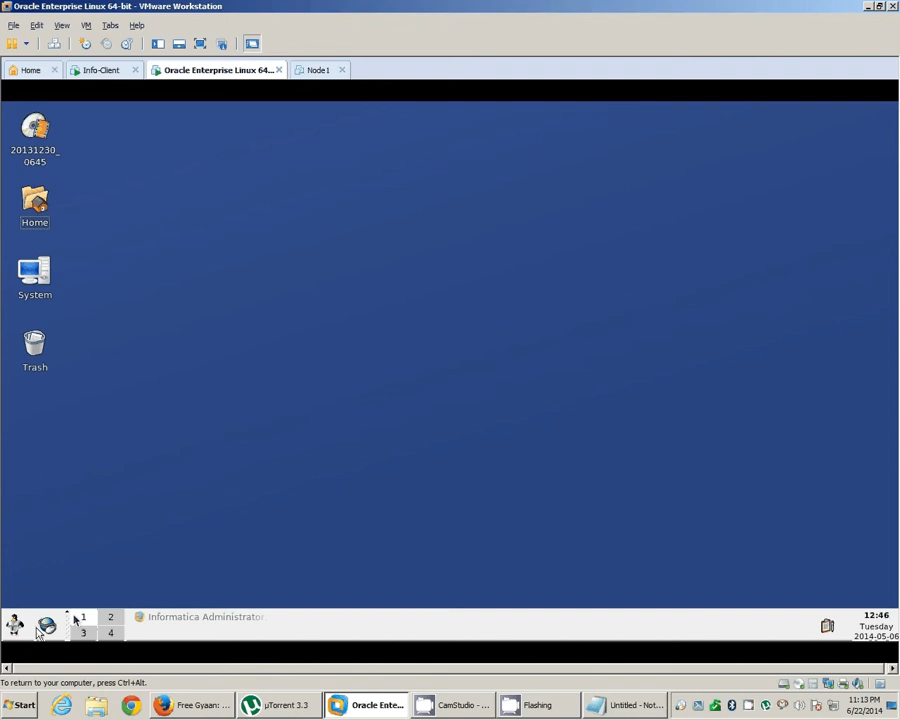 Oracle Enterprise Linux 64-bit - VMware Workstation
File Edit View VM Tabs Help
Home Info-Client Oracle Enterprise Linux 64... Node1
20131230_
0645
Home
System
Trash
1 2
3 4
Informatica Administrator
12:46
Tuesday
2014-05-06
To return to your computer, press Ctrl+Alt.
Start Free Gyaan: ... µTorrent 3.3 Oracle Ente... CamStudio - ... Flashing Untitled - Not...
11:13 PM
6/22/2014